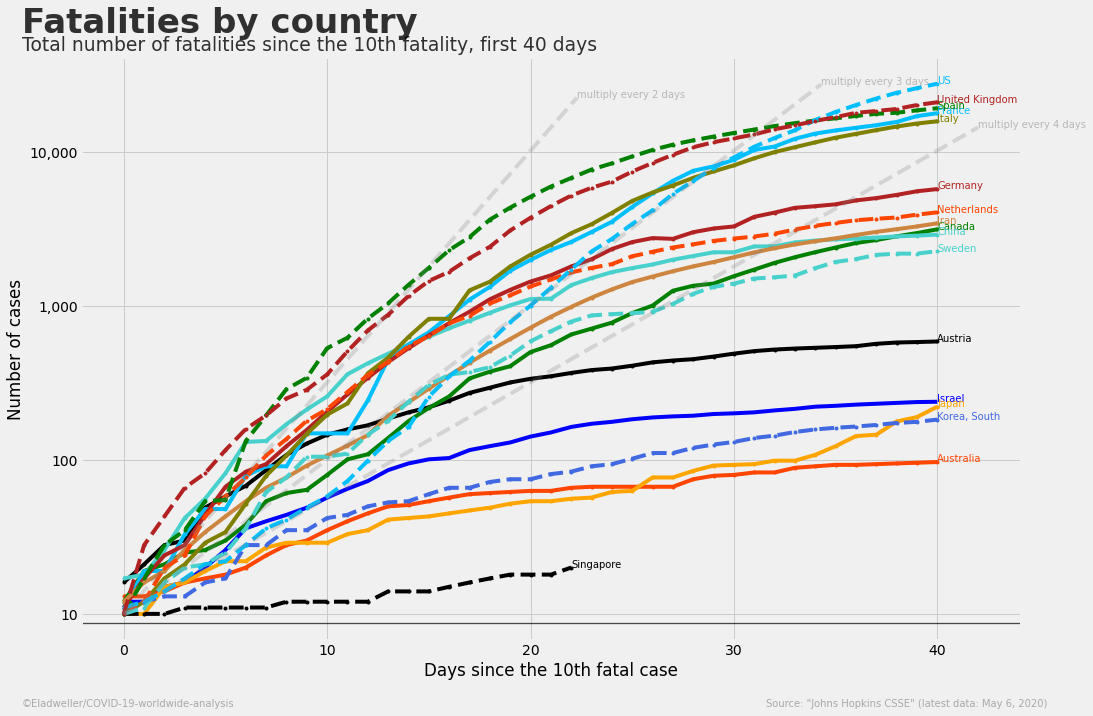 Fatalities by country
Total number of fatalities since the 10th fatality, first 40 days
multiply every 2 days
multiply every 3 days
US
United Kingdom
Spain
France
Italy
multiply every 4 days
10,000
Germany
Netherlands
Iran
Canada
China
Sweden
1,000
Austria
Israel
Japan
Korea, South
100
Australia
Singapore
10
Number of cases
0
10
20
30
40
Days since the 10th fatal case
©Eladweller/COVID-19-worldwide-analysis
Source: "Johns Hopkins CSSE" (latest data: May 6, 2020)